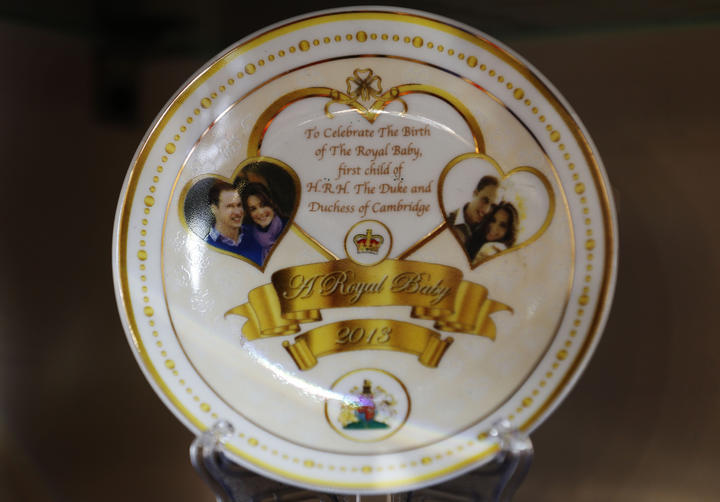 To Celebrate The Birth
of The Royal Baby,
first child of
H.R.H. The Duke and
Duchess of Cambridge
A Royal Baby
2013